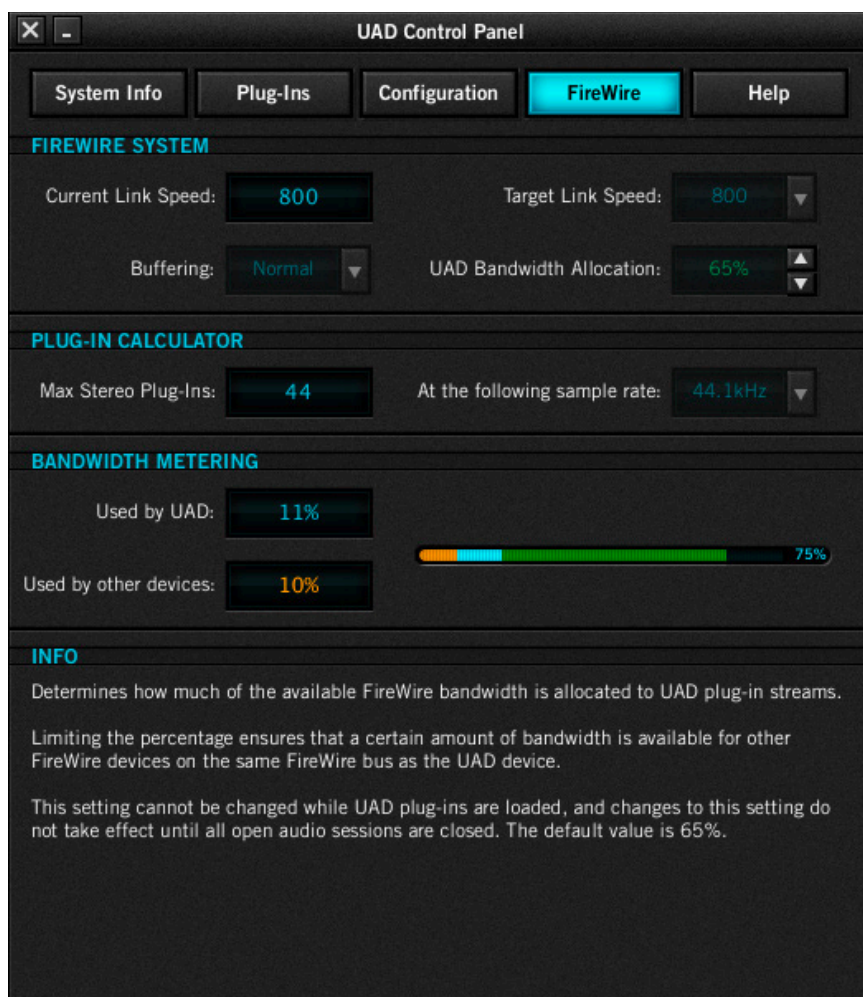 UAD Control Panel
System Info Plug-Ins Configuration FireWire Help
FIREWIRE SYSTEM
Current Link Speed: 800 Target Link Speed: 800
Buffering: Normal UAD Bandwidth Allocation: 65%
PLUG-IN CALCULATOR
Max Stereo Plug-Ins: 44 At the following sample rate: 44.1kHz
BANDWIDTH METERING
Used by UAD: 11%
75%
Used by other devices: 10%
INFO
Determines how much of the available FireWire bandwidth is allocated to UAD plug-in streams.
Limiting the percentage ensures that a certain amount of bandwidth is available for other
FireWire devices on the same FireWire bus as the UAD device.
This setting cannot be changed while UAD plug-ins are loaded, and changes to this setting do
not take effect until all open audio sessions are closed. The default value is 65%.